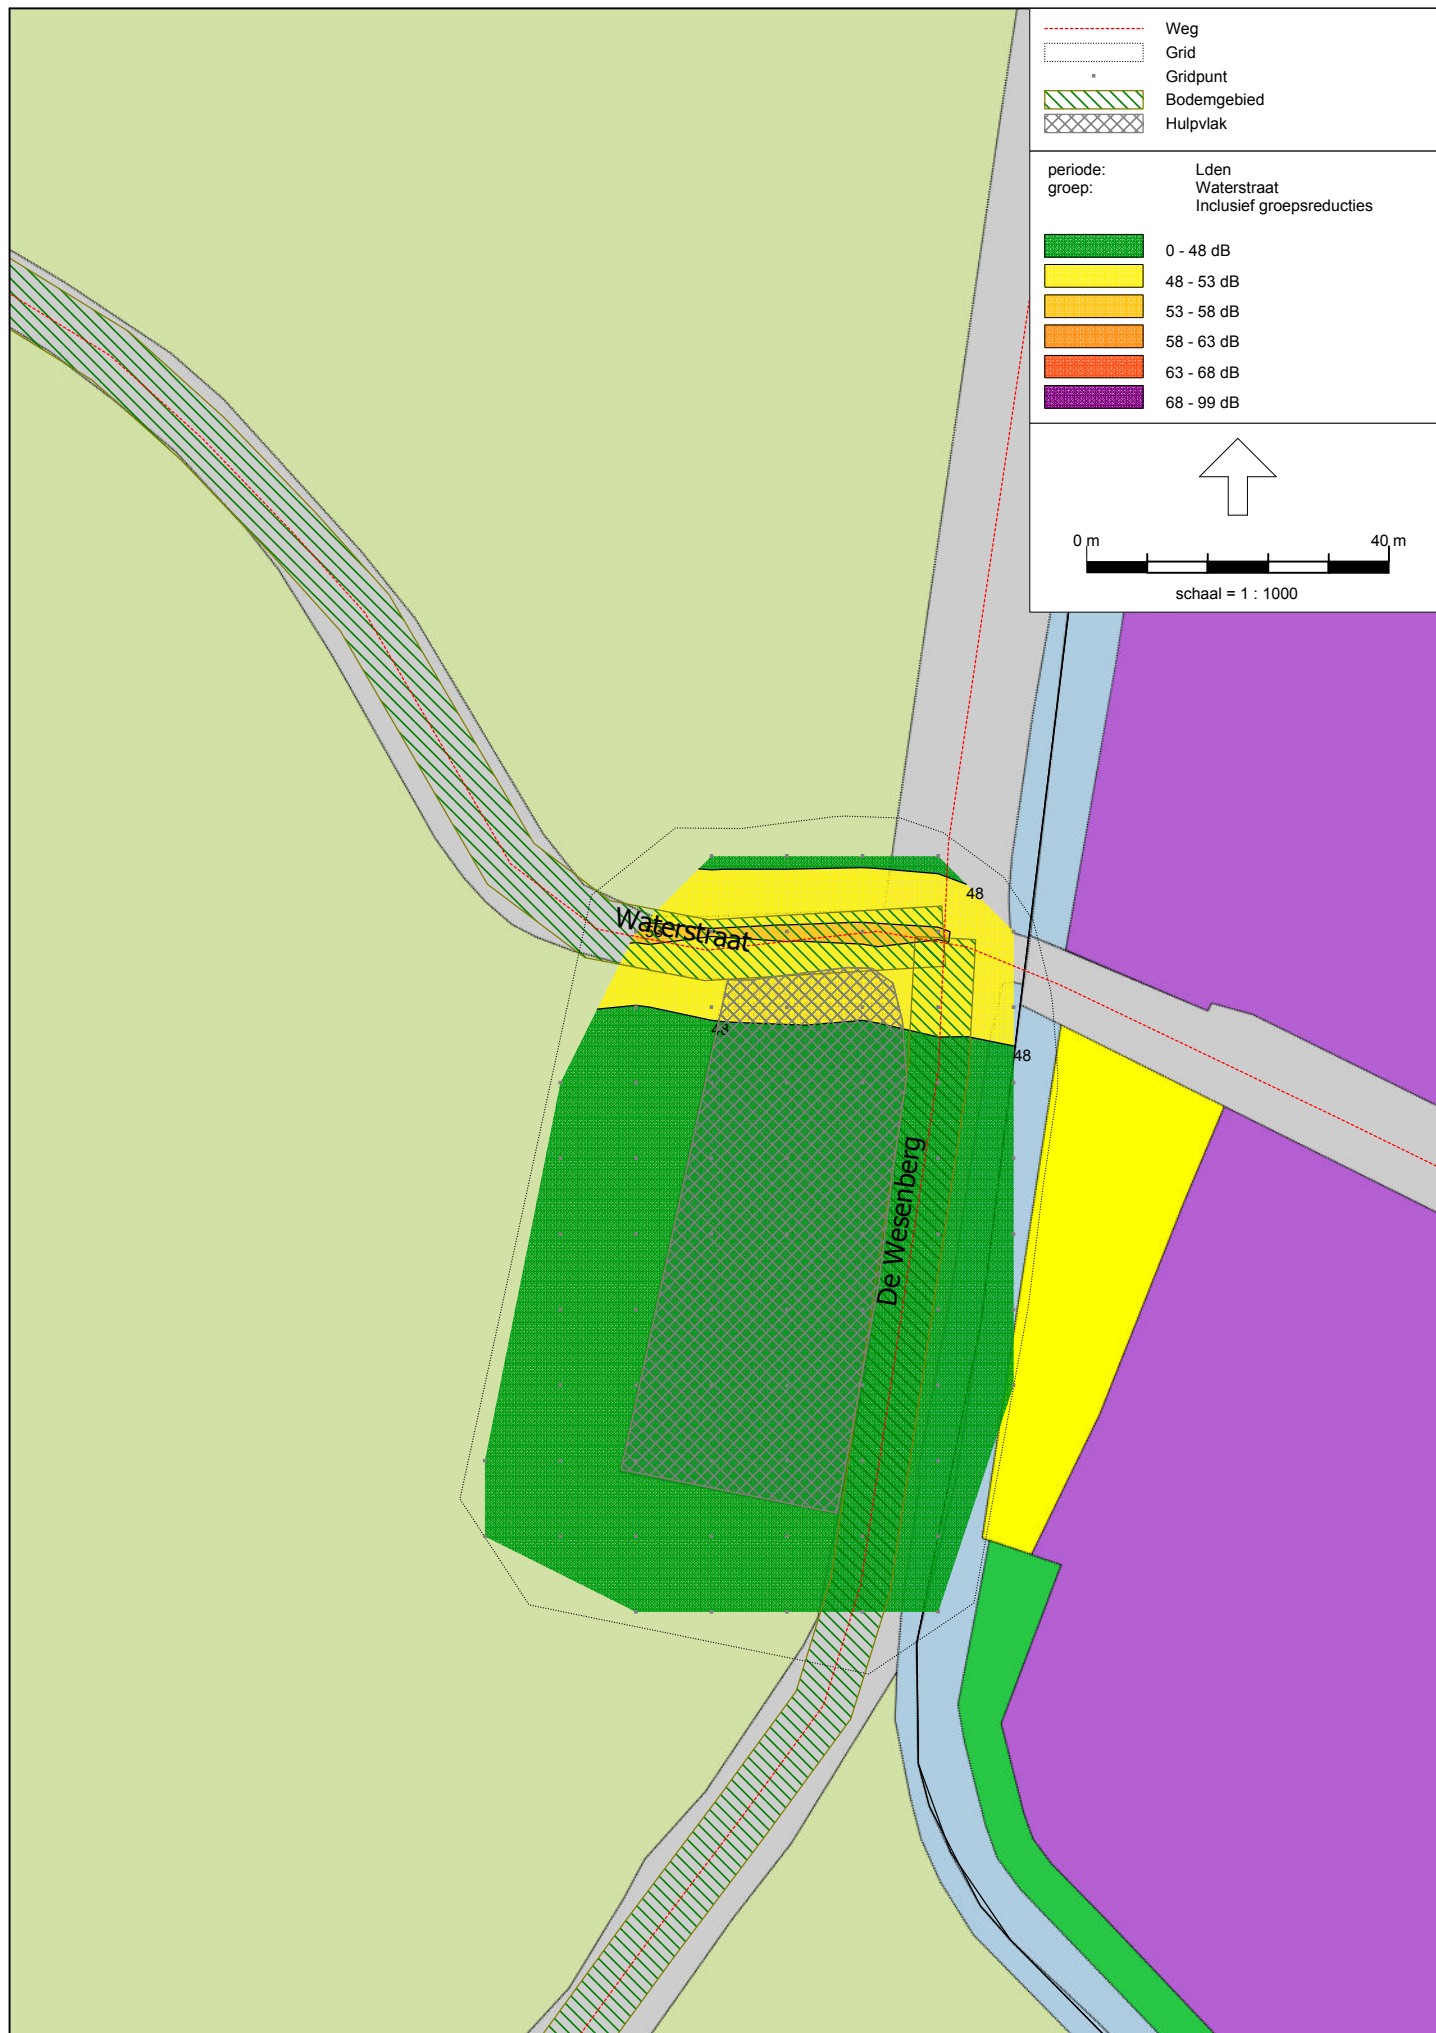 Weg
Grid
Gridpunt
Bodemgebied
Hulpvlak
periode: Lden
groep: Waterstraat
Inclusief groepsreducties
0 - 48 dB
48 - 53 dB
53 - 58 dB
58 - 63 dB
63 - 68 dB
68 - 99 dB
0 m 40 m
schaal = 1 : 1000
48
Waterstraat
48
De Wesenberg